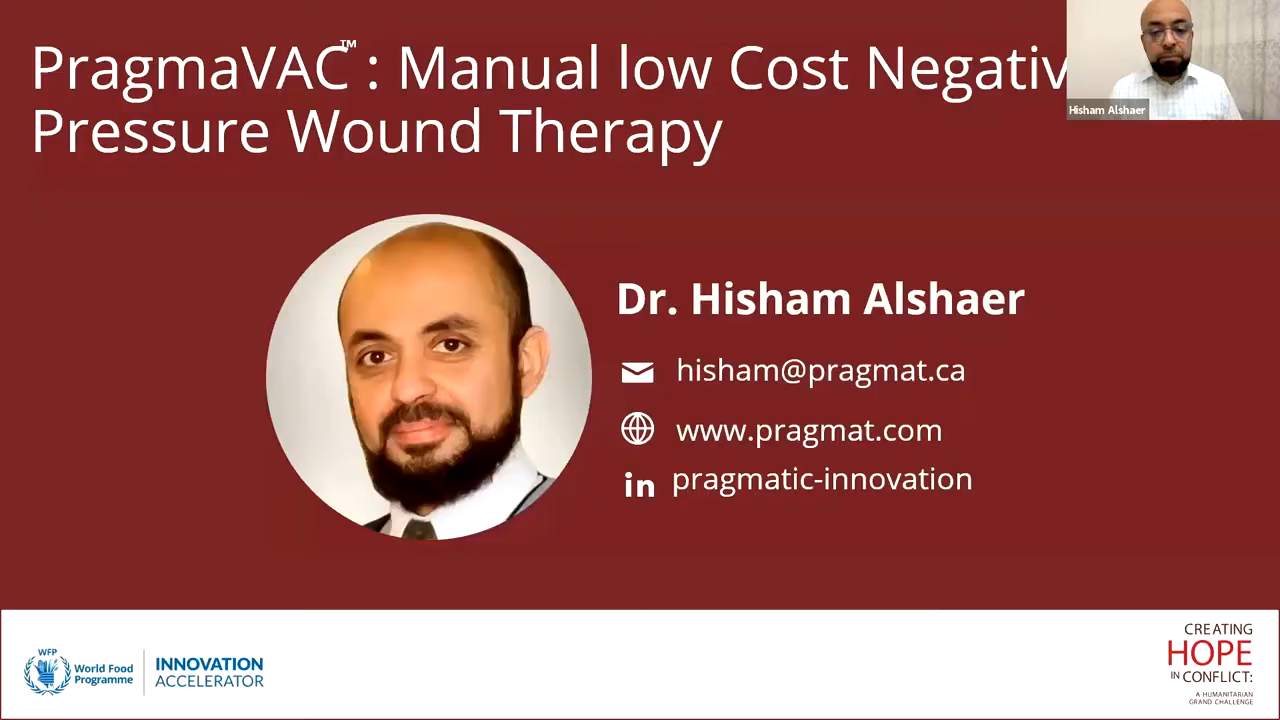 PragmaVAC™: Manual low Cost Negativ
Pressure Wound Therapy
Hisham Alshaer
Dr. Hisham Alshaer
hisham@pragmat.ca
www.pragmat.com
in pragmatic-innovation
WFP
World Food
Programme
INNOVATION
ACCELERATOR
CREATING
HOPE
IN CONFLICT:
A HUMANITARIAN
GRAND CHALLENGE